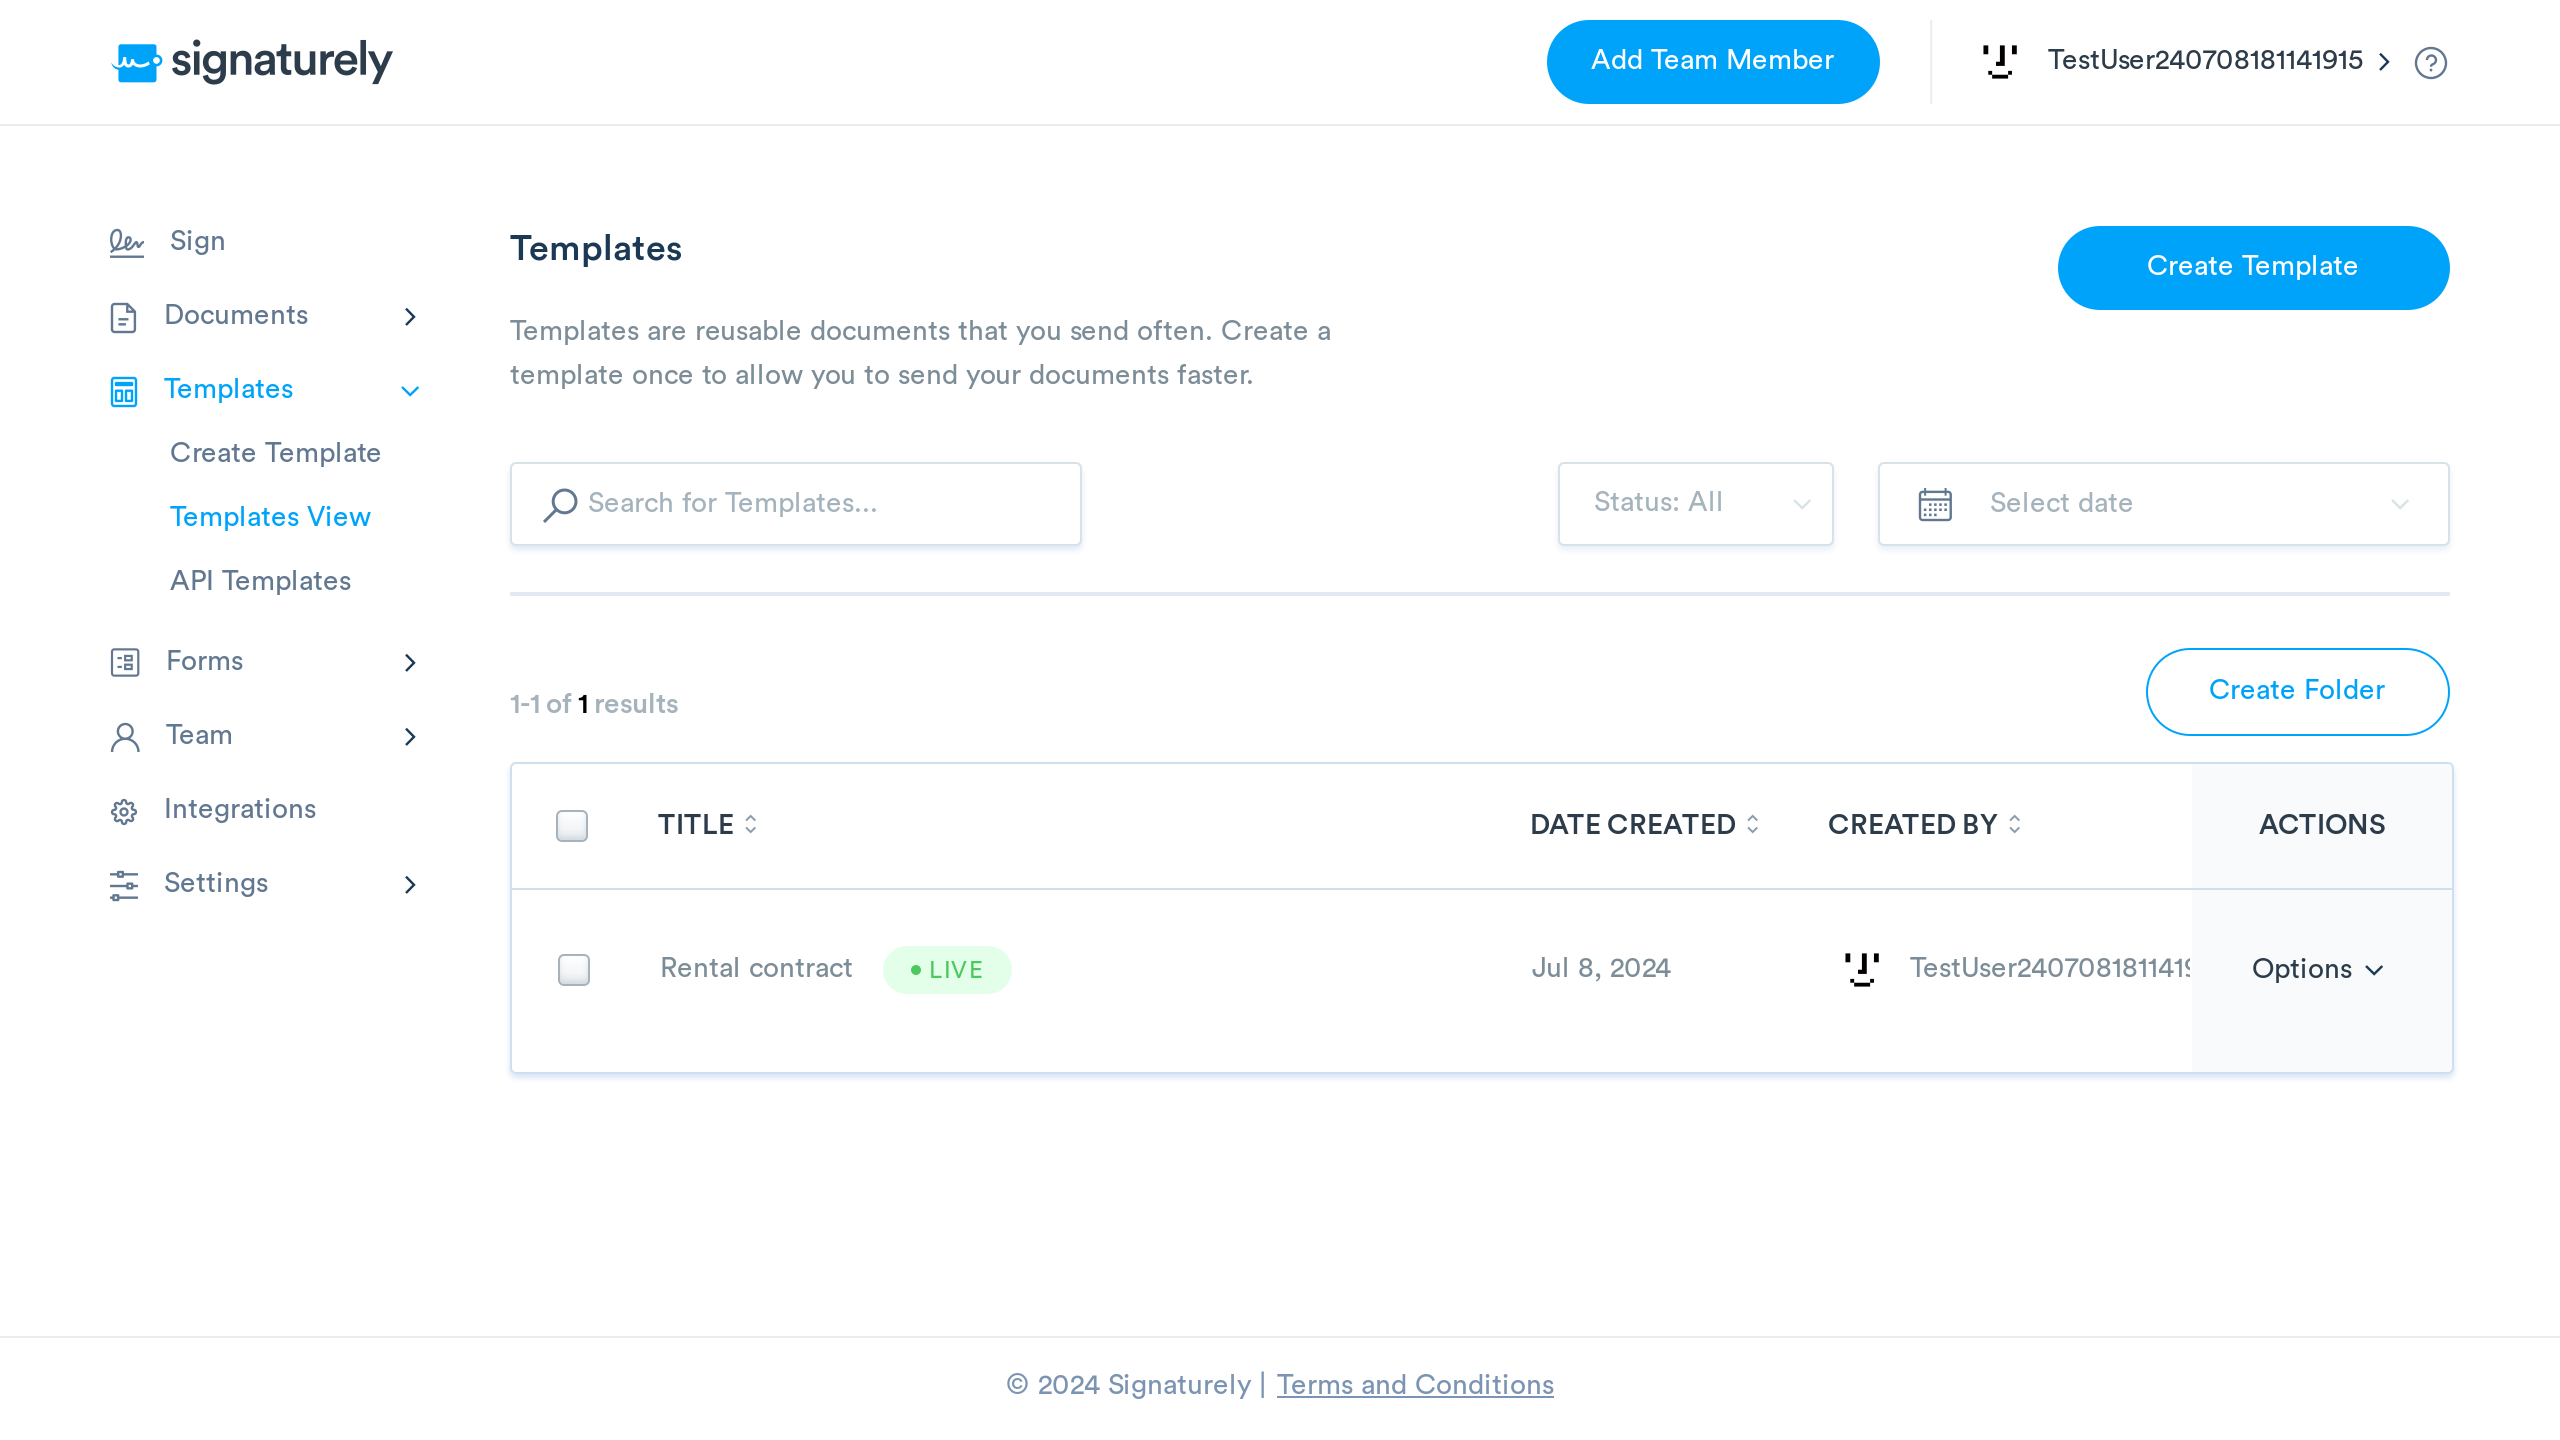 signaturely
Add Team Member
TestUser240708181141915
Sign
Documents
Templates
Create Template
Templates View
API Templates
Forms
Team
Integrations
Settings
Templates
Create Template
Templates are reusable documents that you send often. Create a
template once to allow you to send your documents faster.
Search for Templates...
Status: All
Select date
1-1 of 1 results
Create Folder
TITLE
DATE CREATED
CREATED BY
ACTIONS
Rental contract
LIVE
Jul 8, 2024
TestUser2407081811419
Options
© 2024 Signaturely | Terms and Conditions